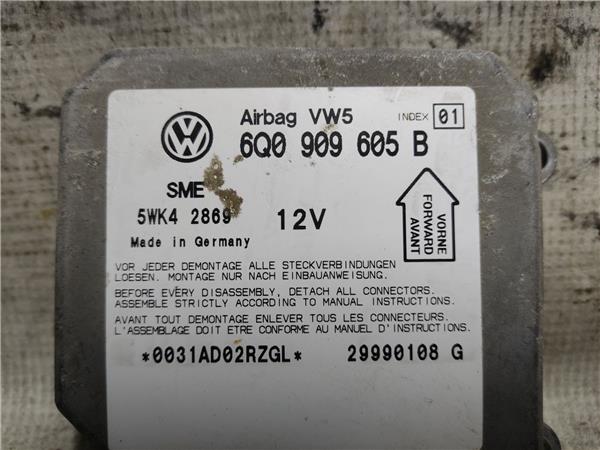 Airbag VW5 INDEX 01
6Q0 909 605 B
SME
5WK4 2869 12V
Made in Germany
VORNE
FORWARD
AVANT
VOR JEDER DEMONTAGE ALLE STECKVERBINDUNGEN
LOESEN. MONTAGE NUR NACH EINBAUANWEISUNG.
BEFORE EVERY DISASSEMBLY, DETACH ALL CONNECTORS.
ASSEMBLE STRICTLY ACCORDING TO MANUAL INSTRUCTIONS.
AVANT TOUT DEMONTAGE ENLEVER TOUS LES CONNECTEURS.
L'ASSEMBLAGE DOIT ETRE CONFORME AU MANUEL D'INSTRUCTIONS.
*0031AD02RZGL* 29990108 G